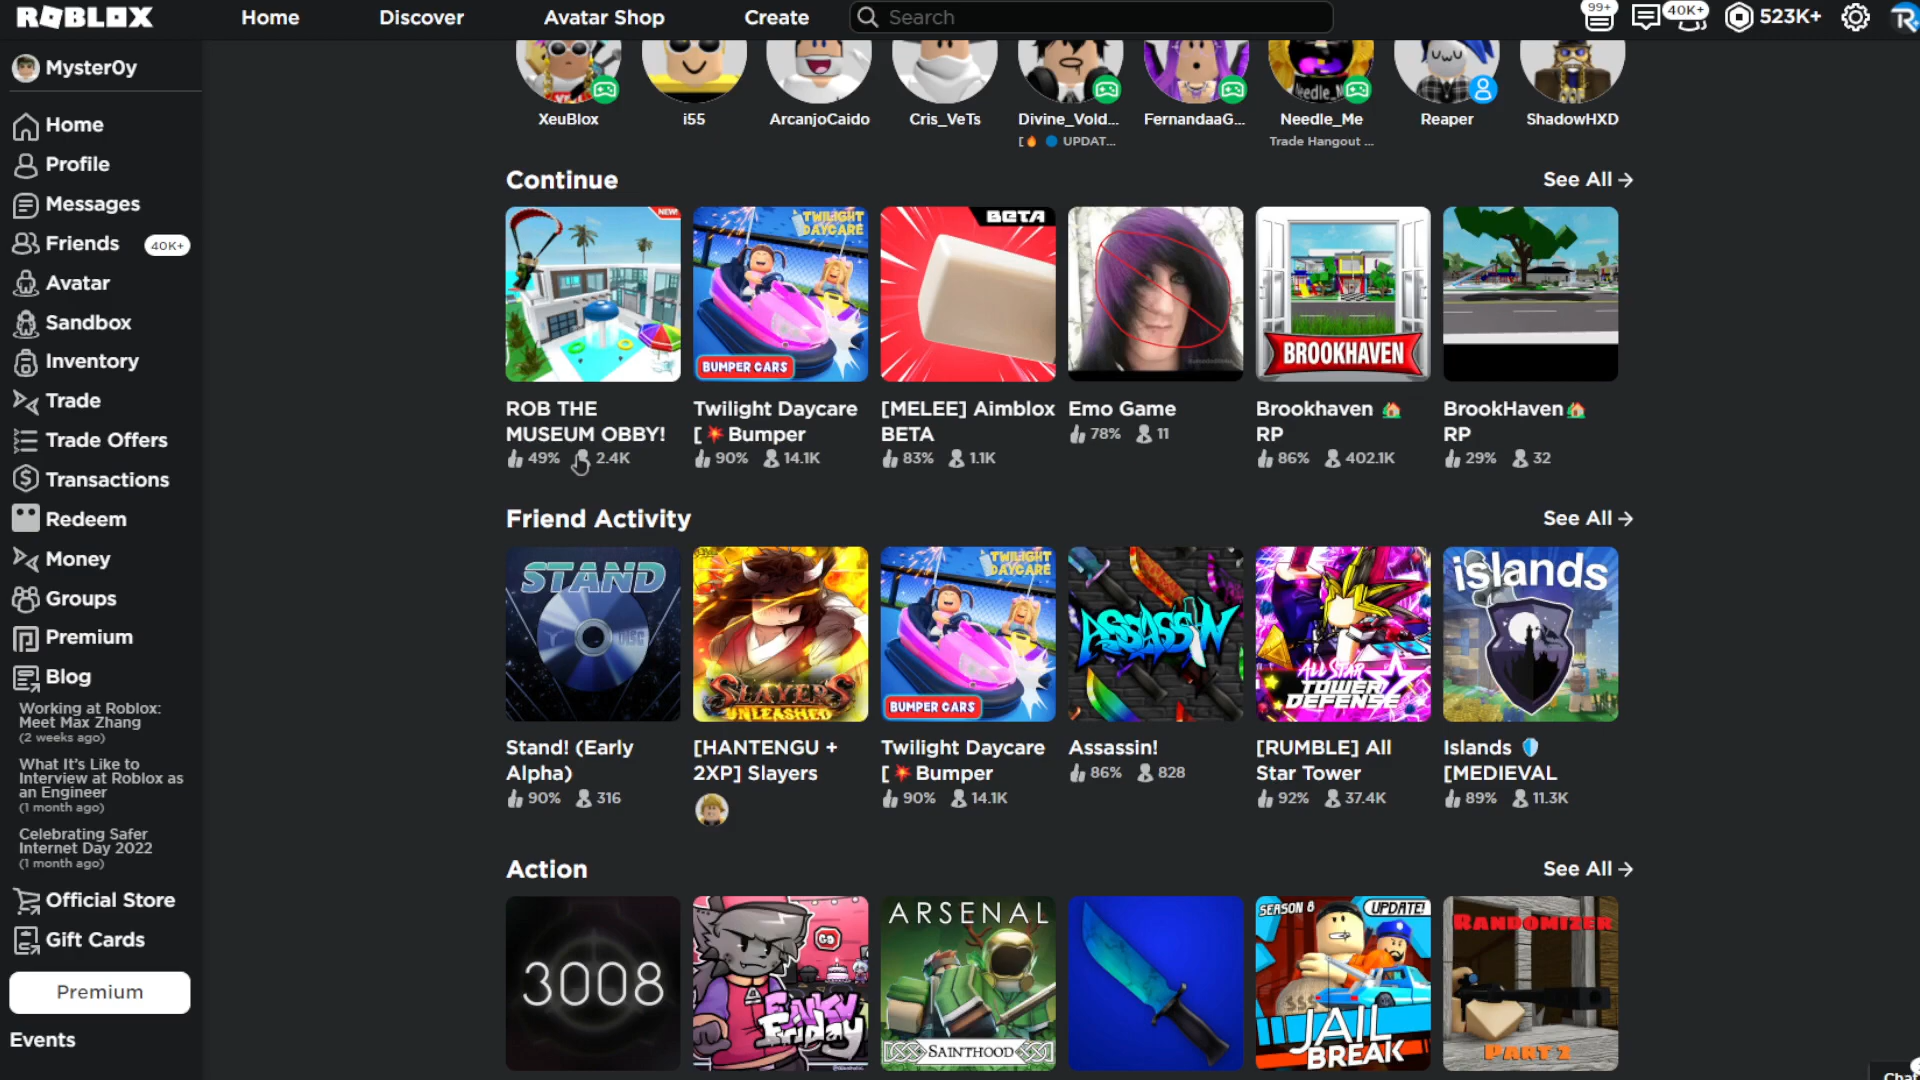 ROBLOX
Home
Discover
Avatar Shop
Create
Search
99+
40K+
523K+
Myster0y
Home
Profile
Messages
Friends
40K+
Avatar
Sandbox
Inventory
Trade
Trade Offers
Transactions
Redeem
Money
Groups
Premium
Blog
Working at Roblox:
Meet Max Zhang
(2 weeks ago)
What It's Like to
Interview at Roblox as
an Engineer
(1 month ago)
Celebrating Safer
Internet Day 2022
(1 month ago)
Official Store
Gift Cards
Premium
Events
XeuBlox
i55
ArcanjoCaido
Cris_VeTs
Divine_Vold...
[🔥 🔵 UPDAT...
FernandaaG...
Needle_Me
Trade Hangout ...
Reaper
ShadowHXD
Continue
See All →
NEW!
TWILIGHT
DAYCARE
BUMPER CARS
BETA
BROOKHAVEN
ROB THE
MUSEUM OBBY!
49% 2.4K
Twilight Daycare
[💥Bumper
90% 14.1K
[MELEE] Aimblox
BETA
83% 1.1K
Emo Game
78% 11
Brookhaven 🏡
RP
86% 402.1K
BrookHaven🏡
RP
29% 32
Friend Activity
See All →
STAND
DISC
SLAYERS
UNLEASHED
TWILIGHT
DAYCARE
BUMPER CARS
ASSASSIN
ALL STAR
TOWER
DEFENSE
islands
Stand! (Early
Alpha)
90% 316
[HANTENGU +
2XP] Slayers
Twilight Daycare
[💥Bumper
90% 14.1K
Assassin!
86% 828
[RUMBLE] All
Star Tower
92% 37.4K
Islands 🛡️
[MEDIEVAL
89% 11.3K
Action
See All →
3008
GO
FUNKY
FRIDAY
ARSENAL
SAINTHOOD
SEASON 8
UPDATE!
JAIL
BREAK
RANDOMIZER
PART 2
Chat